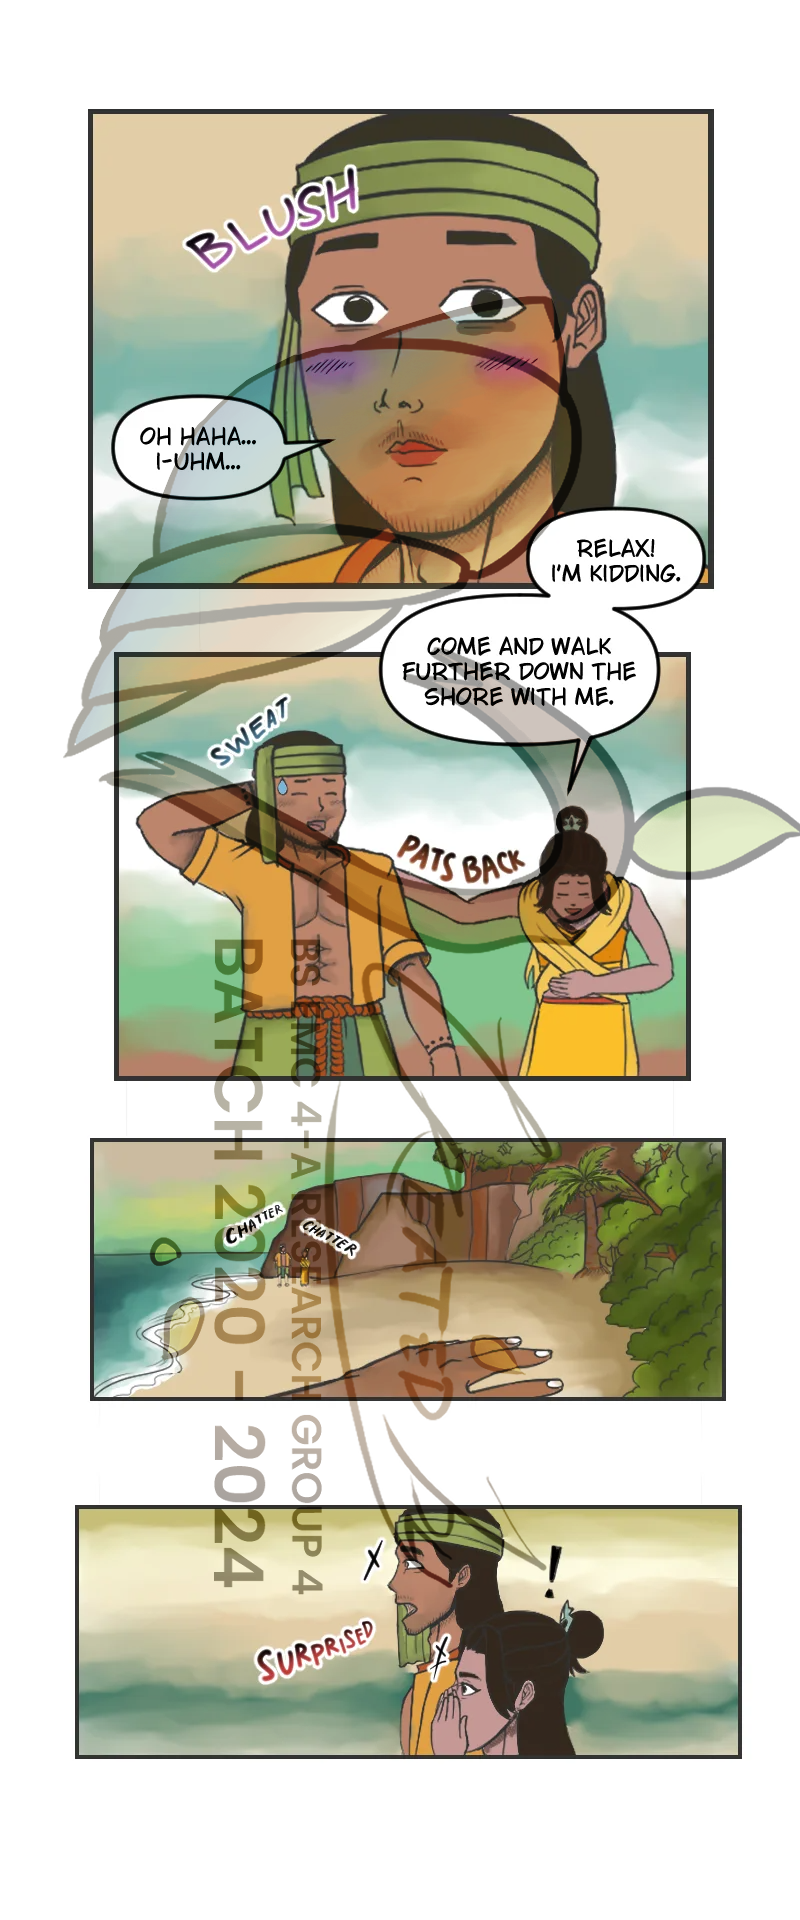 BLUSH
OH HAHA...
I-UHM...
RELAX!
I'M KIDDING.
COME AND WALK
FURTHER DOWN THE
SHORE WITH ME.
SWEAT
PATS BACK
CHATTER
CHATTER
!
SURPRISED
BS EMC 4-A RESEARCH GROUP 4
BATCH 2020 - 2024